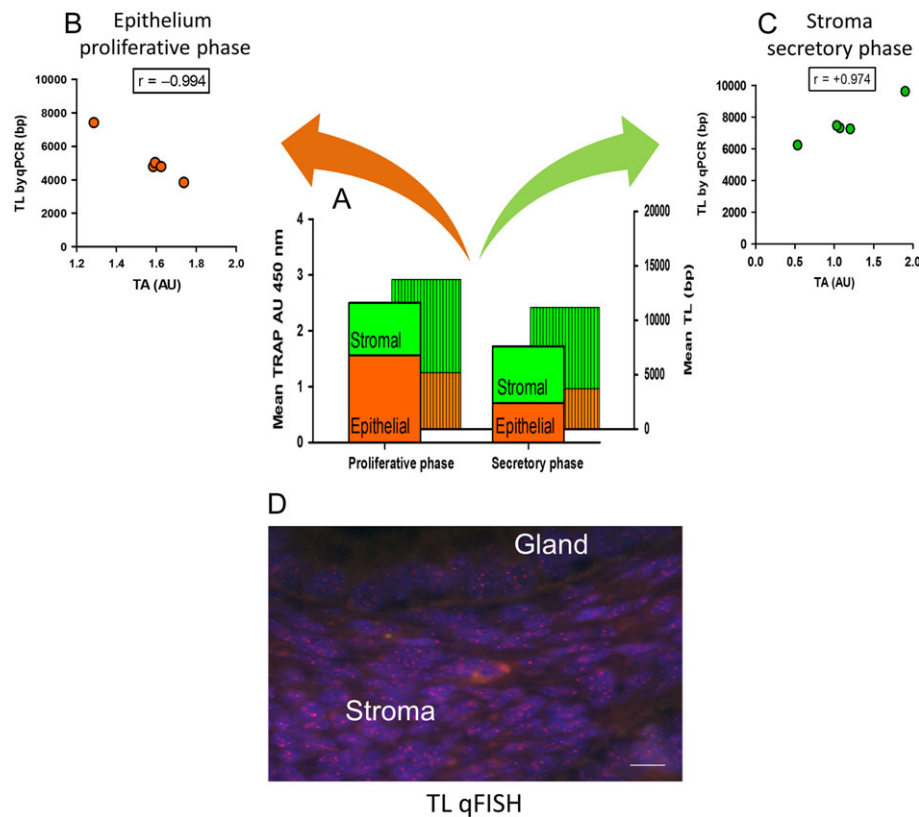 B
Epithelium
proliferative phase
r = –0.994
TL by qPCR (bp)
10000
8000
6000
4000
2000
0
1.2
1.4
1.6
1.8
2.0
TA (AU)
C
Stroma
secretory phase
r = +0.974
TL by qPCR (bp)
10000
8000
6000
4000
2000
0
0.0
0.5
1.0
1.5
2.0
TA (AU)
A
Mean TRAP AU 450 nm
4
3
2
1
0
Stromal
Epithelial
Stromal
Epithelial
Proliferative phase
Secretory phase
20000
15000
10000
5000
0
Mean TL (bp)
D
Gland
Stroma
TL qFISH